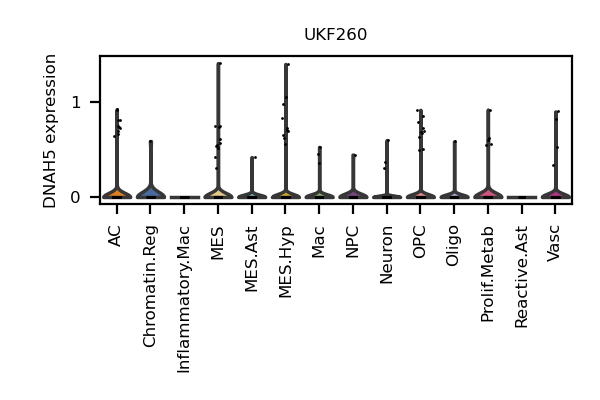 UKF260
DNAH5 expression
1
0
AC
Chromatin.Reg
Inflammatory.Mac
MES
MES.Ast
MES.Hyp
Mac
NPC
Neuron
OPC
Oligo
Prolif.Metab
Reactive.Ast
Vasc